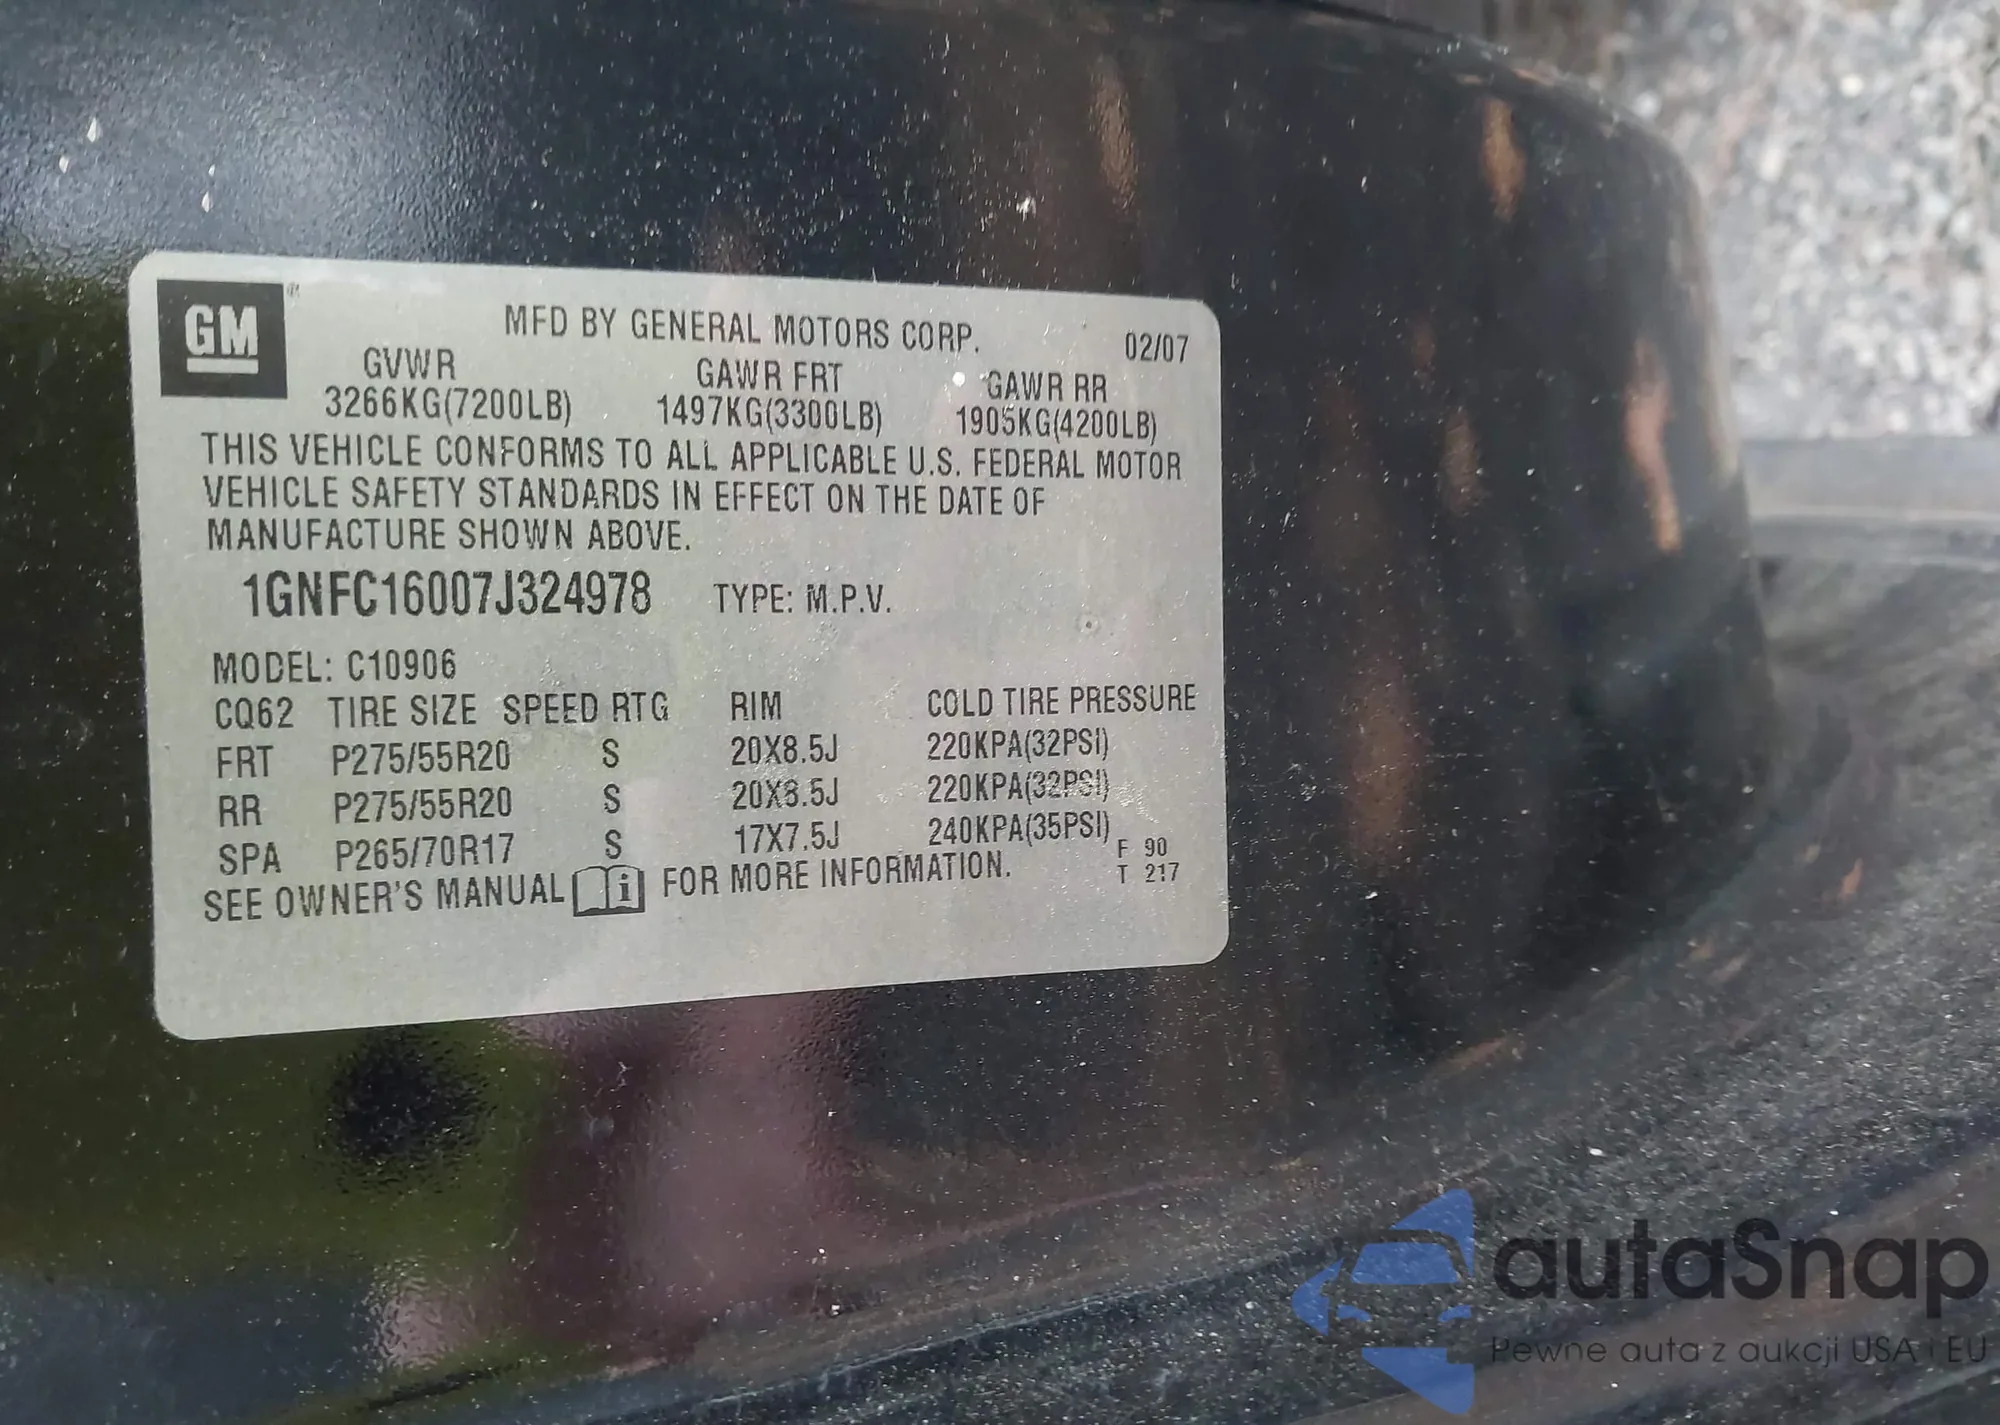 GM ®
MFD BY GENERAL MOTORS CORP. 02/07
GVWR GAWR FRT GAWR RR
3266KG(7200LB) 1497KG(3300LB) 1905KG(4200LB)
THIS VEHICLE CONFORMS TO ALL APPLICABLE U.S. FEDERAL MOTOR
VEHICLE SAFETY STANDARDS IN EFFECT ON THE DATE OF
MANUFACTURE SHOWN ABOVE.
1GNFC16007J324978 TYPE: M.P.V.
MODEL: C10906
CQ62 TIRE SIZE SPEED RTG RIM COLD TIRE PRESSURE
FRT P275/55R20 S 20X8.5J 220KPA(32PSI)
RR P275/55R20 S 20X8.5J 220KPA(32PSI)
SPA P265/70R17 S 17X7.5J 240KPA(35PSI)
F 90
T 217
SEE OWNER'S MANUAL i FOR MORE INFORMATION.
autaSnap
Pewne auta z aukcji USA i EU